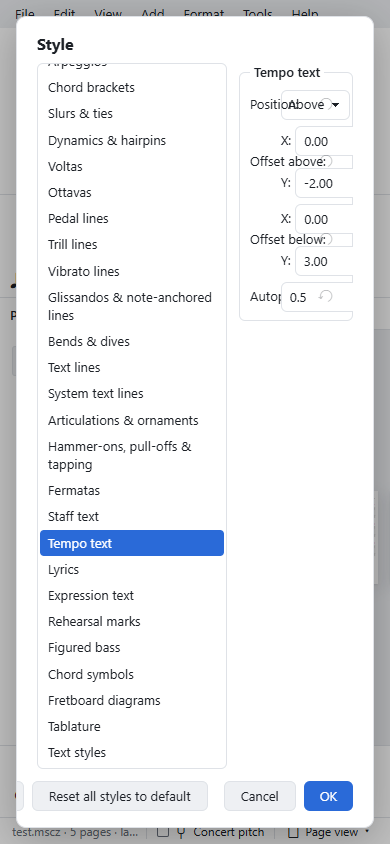 File Edit View Add Format Tools Help
Style
Arpeggios
Chord brackets
Slurs & ties
Dynamics & hairpins
Voltas
Ottavas
Pedal lines
Trill lines
Vibrato lines
Glissandos & note-anchored
lines
Bends & dives
Text lines
System text lines
Articulations & ornaments
Hammer-ons, pull-offs &
tapping
Fermatas
Staff text
Tempo text
Lyrics
Expression text
Rehearsal marks
Figured bass
Chord symbols
Fretboard diagrams
Tablature
Text styles
Tempo text
Position: Above
X: 0.00
Offset above:
Y: -2.00
X: 0.00
Offset below:
Y: 3.00
Autop 0.5
Reset all styles to default
Cancel
OK
test.mscz · 5 pages · la...
Concert pitch
Page view